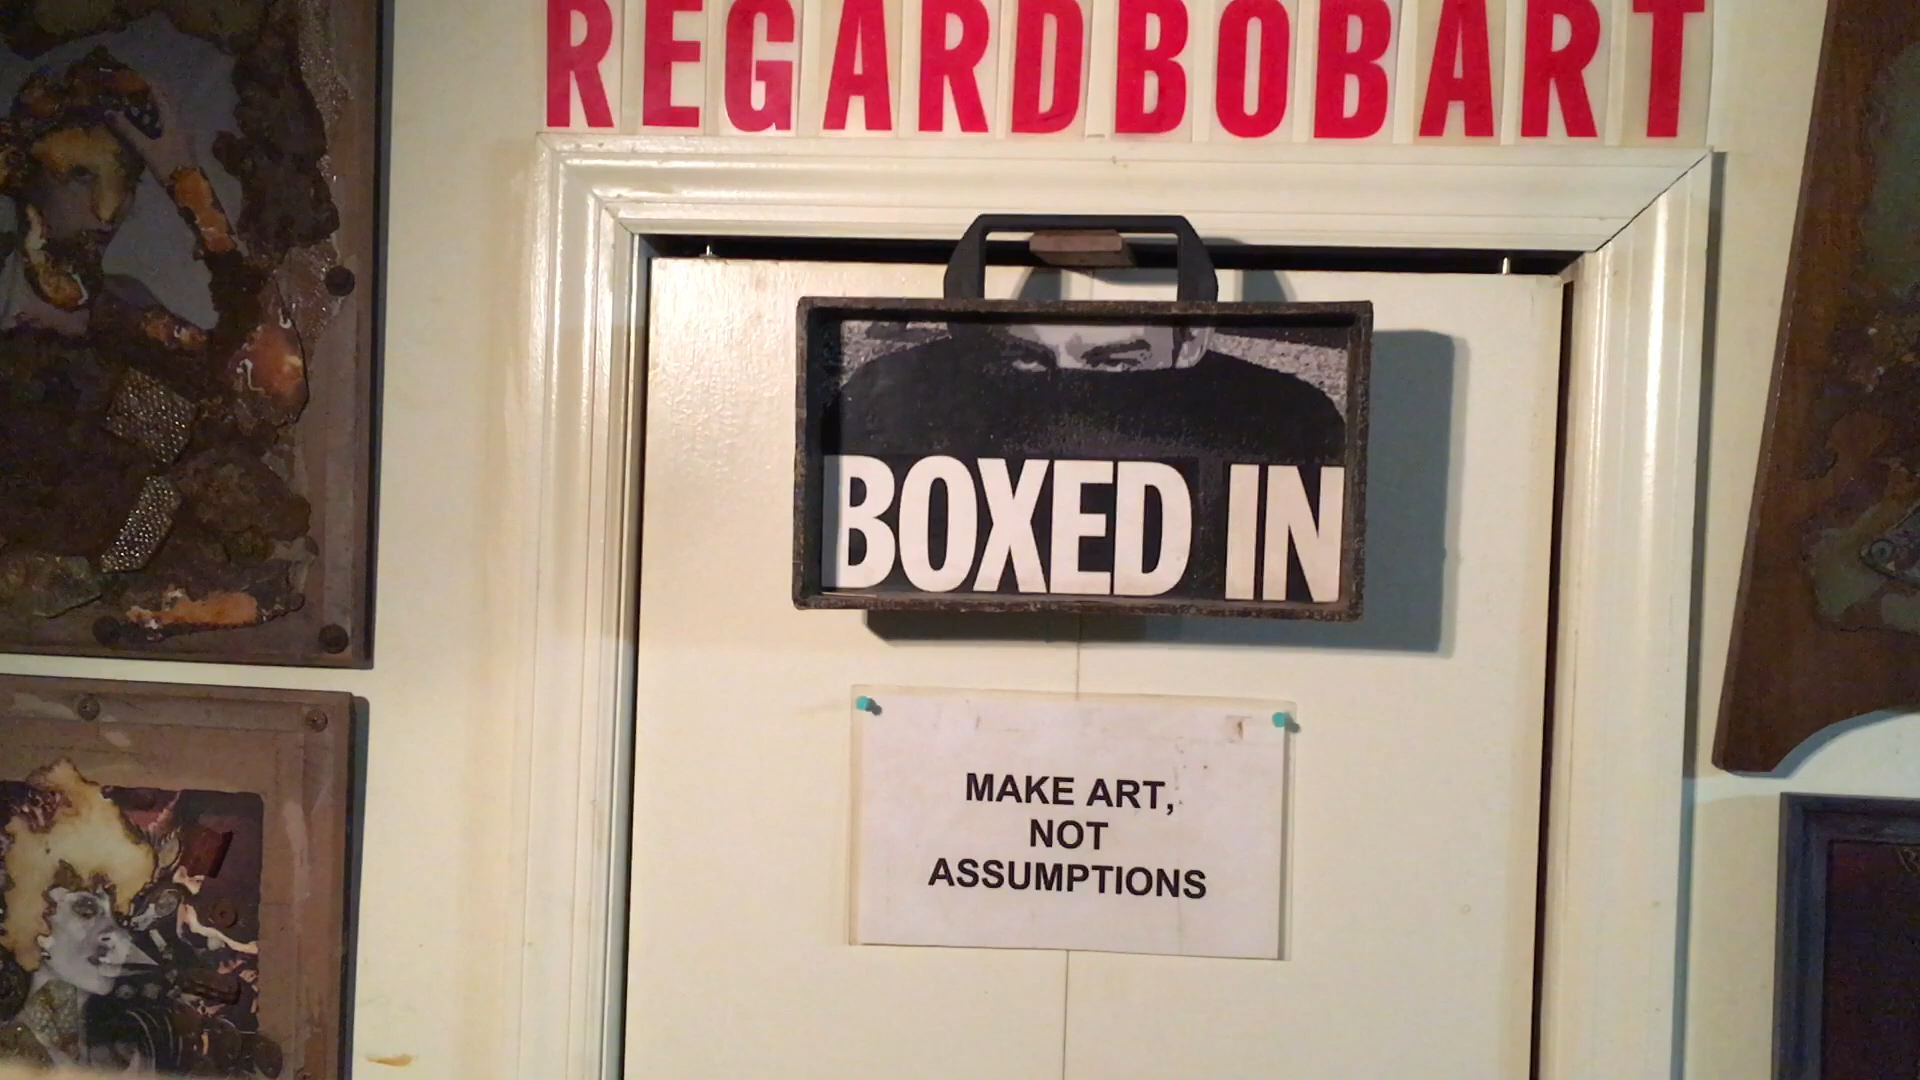 REGARDBOBART
BOXED IN
MAKE ART,
NOT
ASSUMPTIONS